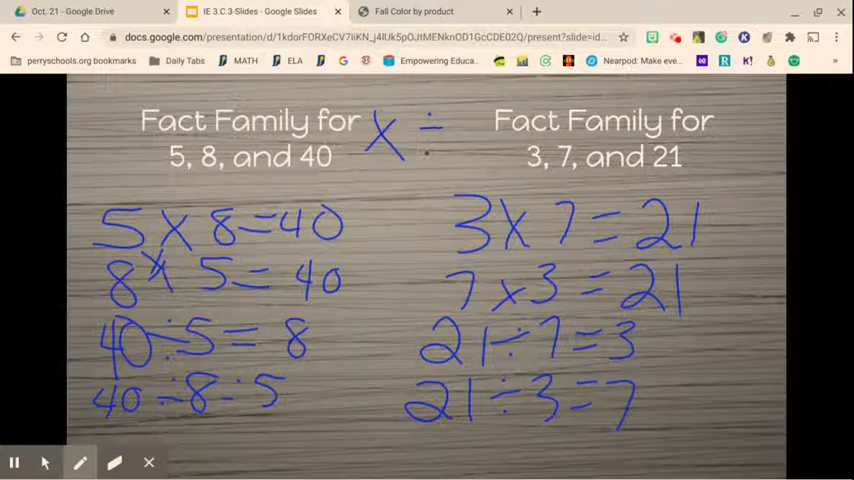 Oct. 21 - Google Drive
IE 3.C.3-Slides - Google Slides
Fall Color by product
docs.google.com/presentation/d/1kdorFORXeCV7iiKN_j4lUk5pOJtMENknOD1GcCDE02Q/present?slide=id...
perryschools.org bookmarks
Daily Tabs
MATH
ELA
Empowering Educa...
Nearpod: Make eve...
Fact Family for
5, 8, and 40
x ÷
5 x 8 = 40
8 x 5 = 40
40 ÷ 5 = 8
40 ÷ 8 ÷ 5
Fact Family for
3, 7, and 21
3 x 7 = 21
7 x 3 = 21
21 ÷ 7 = 3
21 ÷ 3 = 7